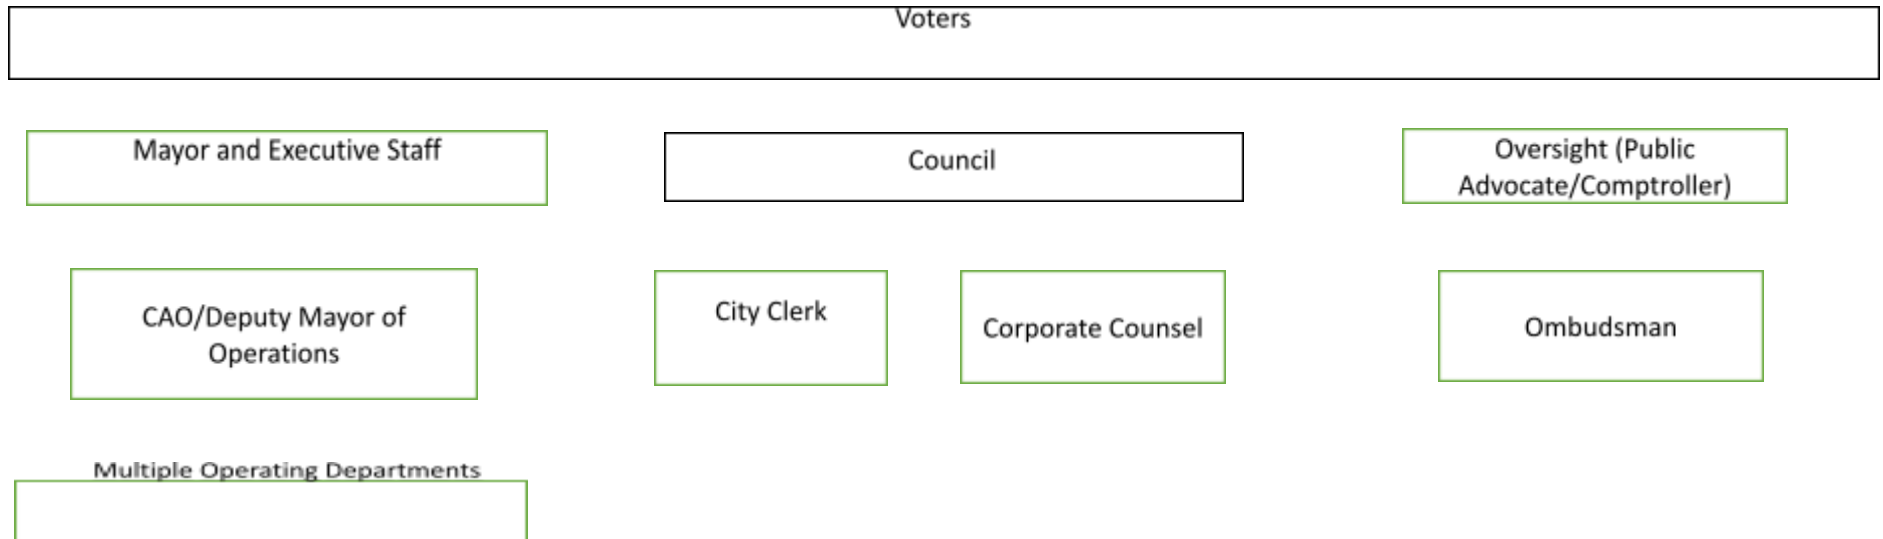 Voters
Mayor and Executive Staff
Council
Oversight (Public
Advocate/Comptroller)
CAO/Deputy Mayor of
Operations
City Clerk
Corporate Counsel
Ombudsman
Multiple Operating Departments